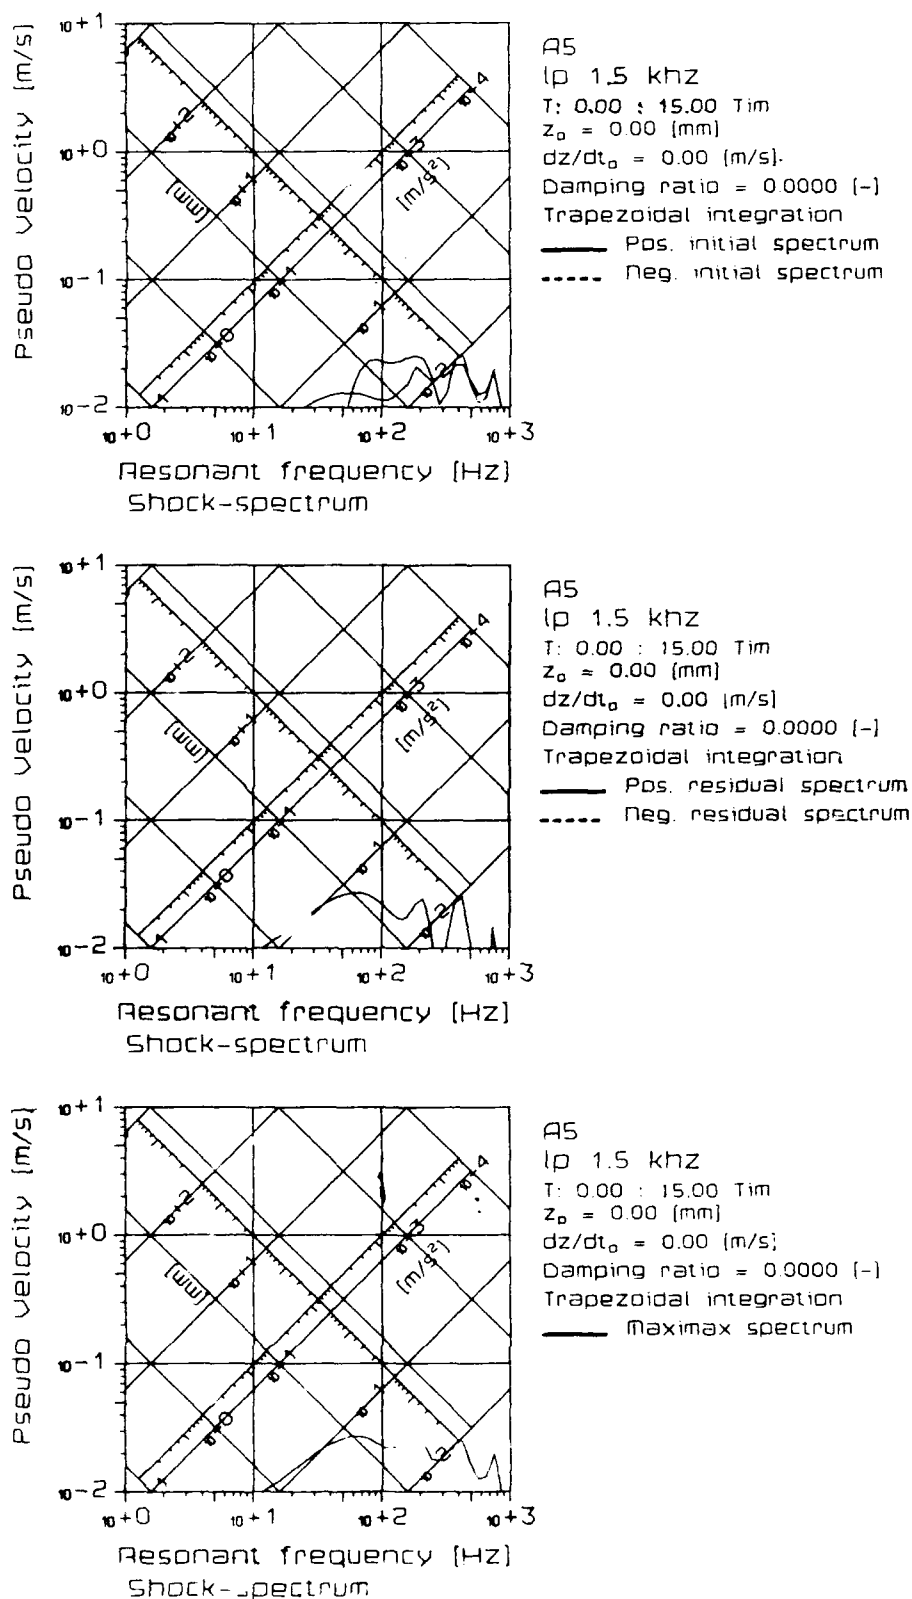 Pseudo velocity [m/s]
10+1
10+0
10-1
10-2
10+0
10+1
10+2
10+3
[mm]
[m/s²]
Resonant frequency [Hz]
Shock-spectrum
A5
lp 1.5 khz
T: 0.00 : 15.00 Tim
z₀ = 0.00 [mm]
dz/dt₀ = 0.00 [m/s].
Damping ratio = 0.0000 [-]
Trapezoidal integration
Pos. initial spectrum
Neg. initial spectrum
Pseudo velocity [m/s]
10+1
10+0
10-1
10-2
10+0
10+1
10+2
10+3
[mm]
[m/s²]
Resonant frequency [Hz]
Shock-spectrum
A5
lp 1.5 khz
T: 0.00 : 15.00 Tim
z₀ = 0.00 [mm]
dz/dt₀ = 0.00 [m/s]
Damping ratio = 0.0000 [-]
Trapezoidal integration
Pos. residual spectrum
Neg. residual spectrum
Pseudo velocity [m/s]
10+1
10+0
10-1
10-2
10+0
10+1
10+2
10+3
[mm]
[m/s²]
Resonant frequency [Hz]
Shock-spectrum
A5
lp 1.5 khz
T: 0.00 : 15.00 Tim
z₀ = 0.00 [mm]
dz/dt₀ = 0.00 [m/s]
Damping ratio = 0.0000 [-]
Trapezoidal integration
Maximax spectrum